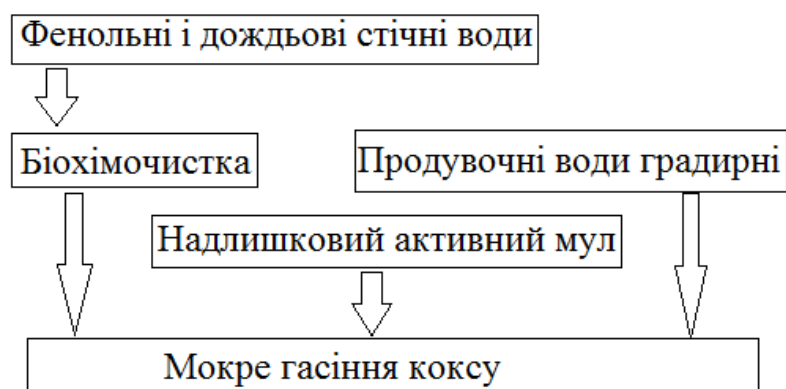 Фенольні і дождьові стічні води
Біохімочистка
Продувочні води градирні
Надлишковий активний мул
Мокре гасіння коксу